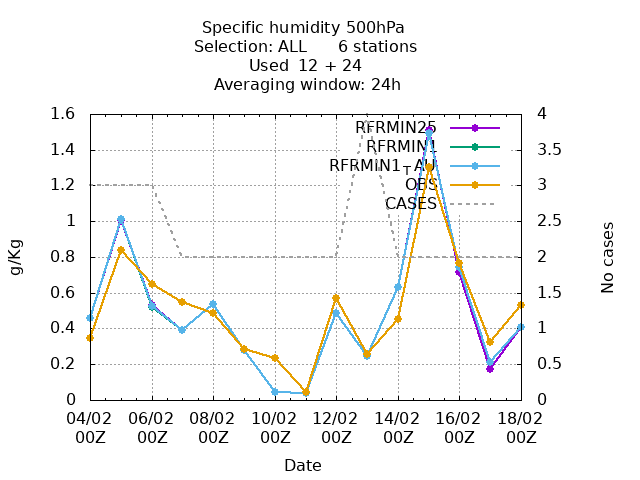 Specific humidity 500hPa
Selection: ALL 6 stations
Used 12 + 24
Averaging window: 24h
1.6
1.4
1.2
1
0.8
0.6
0.4
0.2
0
4
3.5
3
2.5
2
1.5
1
0.5
0
g/Kg
No cases
RFRMIN25
RFRMIN1
RFRMIN1_ALL
OBS
CASES
04/02 06/02 08/02 10/02 12/02 14/02 16/02 18/02
00Z 00Z 00Z 00Z 00Z 00Z 00Z 00Z
Date